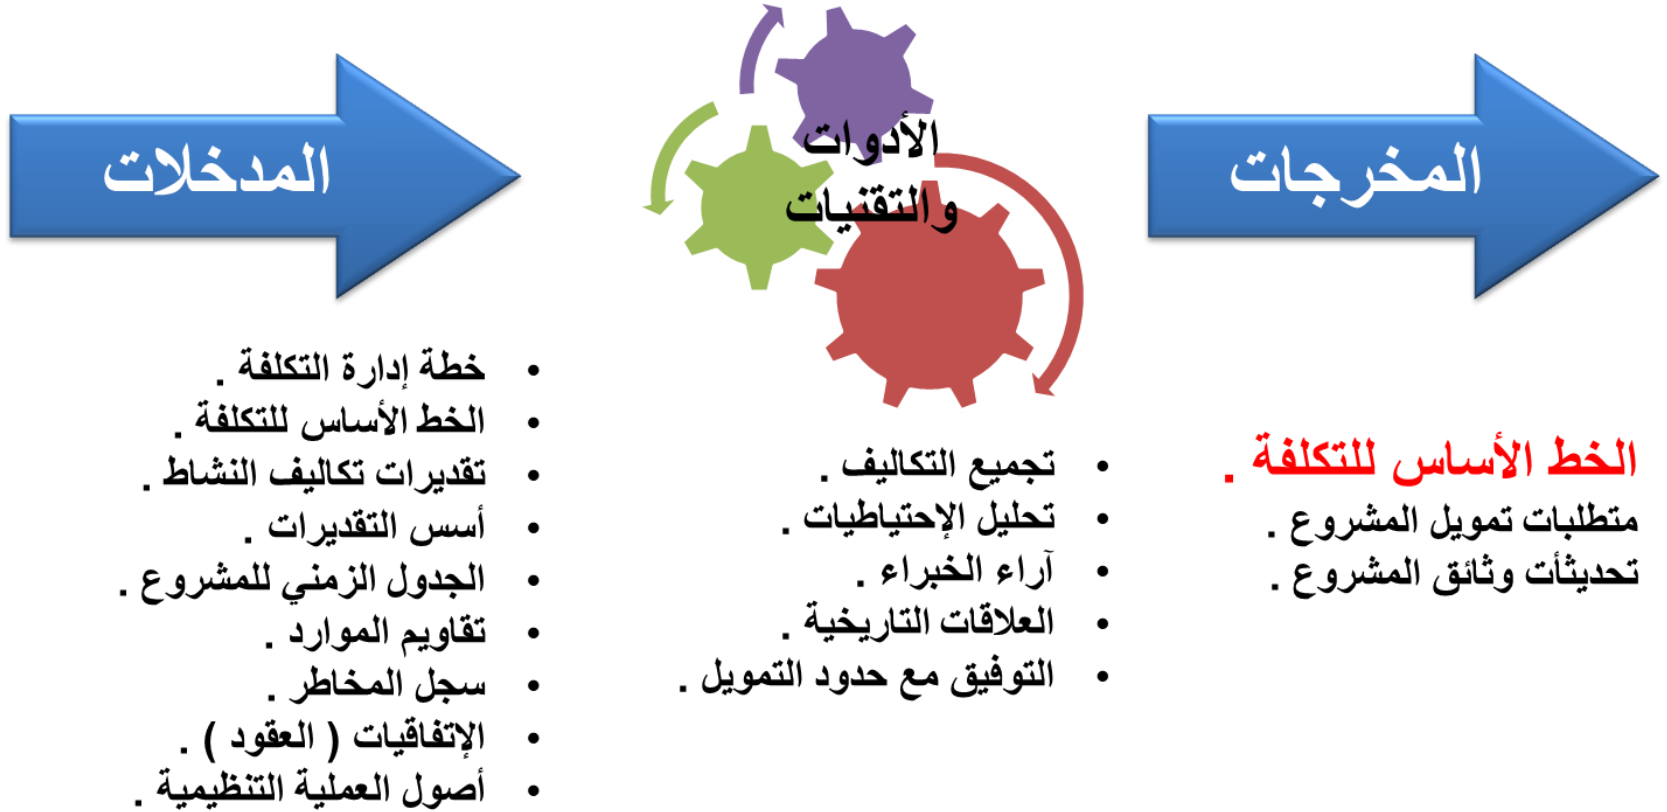 المدخلات
الأدوات
والتقنيات
المخرجات
• خطة إدارة التكلفة .
• الخط الأساس للتكلفة .
• تقديرات تكاليف النشاط .
• أسس التقديرات .
• الجدول الزمني للمشروع .
• تقاويم الموارد .
• سجل المخاطر .
• الإتفاقيات ( العقود ) .
• أصول العملية التنظيمية .
• تجميع التكاليف .
• تحليل الإحتياطيات .
• آراء الخبراء .
• العلاقات التاريخية .
• التوفيق مع حدود التمويل .
الخط الأساس للتكلفة .
متطلبات تمويل المشروع .
تحديثأت وثائق المشروع .